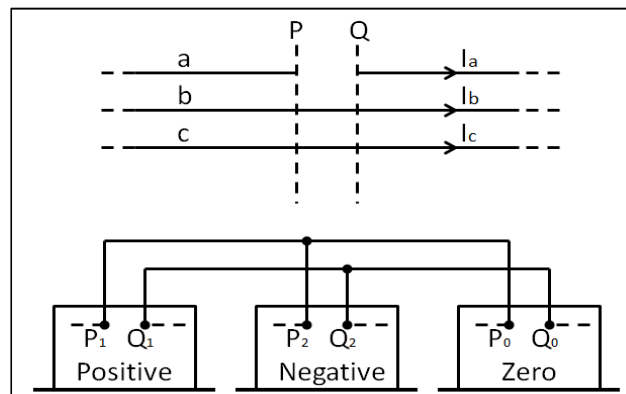 P Q
a Ia
b Ib
c Ic
P1 Q1 P2 Q2 P0 Q0
Positive Negative Zero